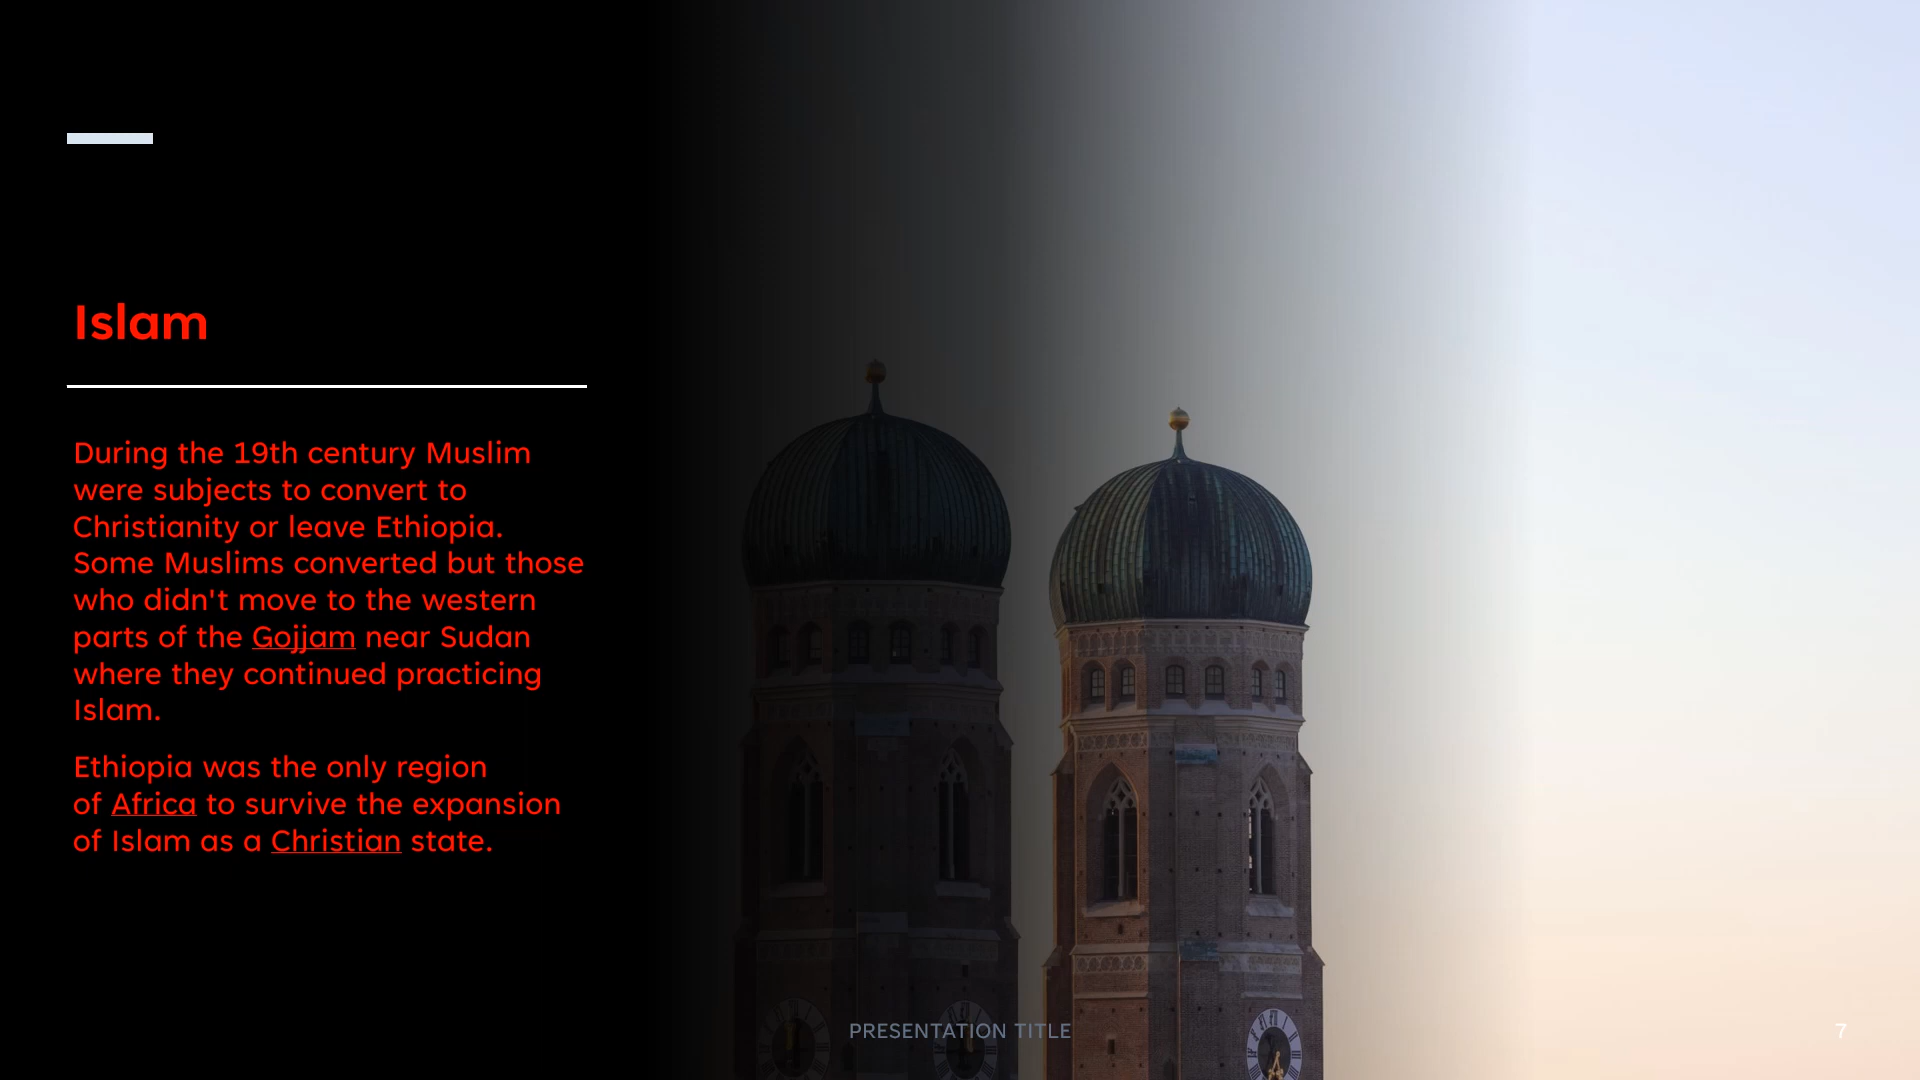 Islam
During the 19th century Muslim
were subjects to convert to
Christianity or leave Ethiopia.
Some Muslims converted but those
who didn't move to the western
parts of the Gojjam near Sudan
where they continued practicing
Islam.
Ethiopia was the only region
of Africa to survive the expansion
of Islam as a Christian state.
PRESENTATION TITLE
7